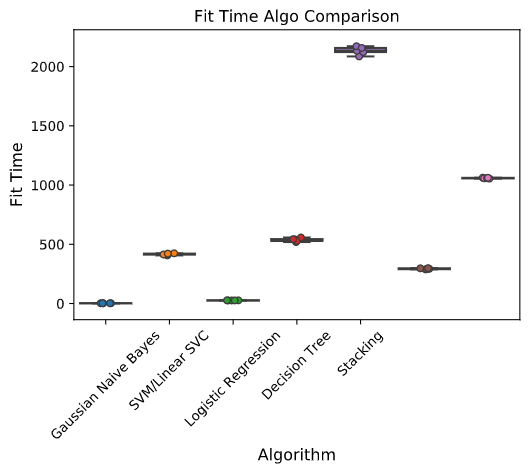 Fit Time Algo Comparison
2000
1500
1000
500
0
Fit Time
Gaussian Naive Bayes
SVM/Linear SVC
Logistic Regression
Decision Tree
Stacking
Algorithm